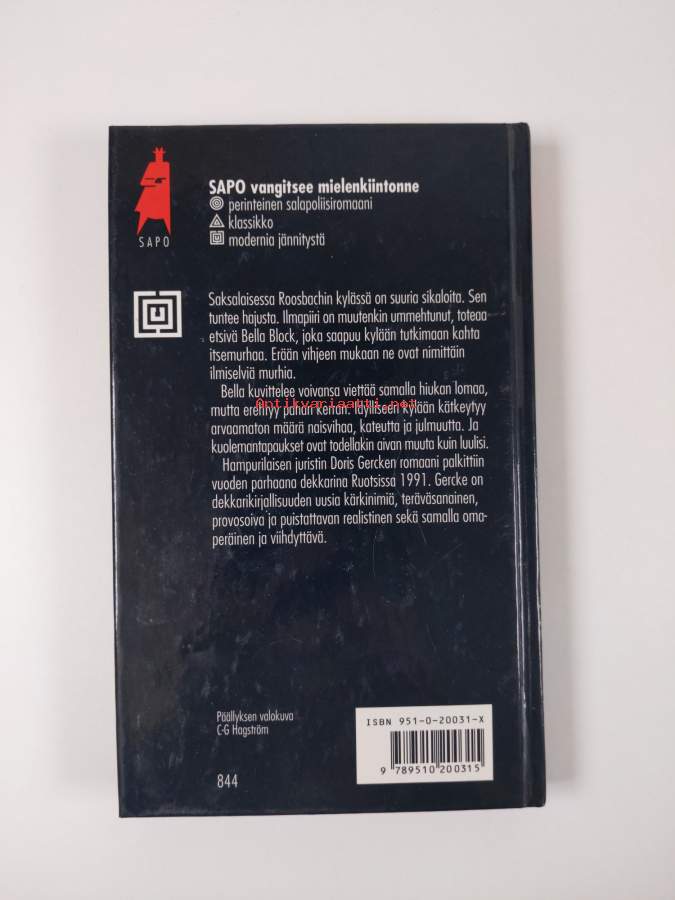 SAPO
SAPO vangitsee mielenkiintonne
perinteinen salapoliisiromaani
klassikko
modernia jännitystä
Saksalaisessa Roosbachin kylässä on suuria sikaloita. Sen
tuntee hajusta. Ilmapiiri on muutenkin ummehtunut, toteaa
etsivä Bella Block, joka saapuu kylään tutkimaan kahta
itsemurhaa. Erään vihjeen mukaan ne ovat nimittäin
ilmiselviä murhia.
Bella kuvittelee voivansa viettää samalla hiukan lomaa,
Antikvariaatti.net
mutta erehtyy pahan kerran. Idylliseen kylään kätkeytyy
arvaamaton määrä naisvihaa, kateutta ja julmuutta. Ja
kuolemantapaukset ovat todellakin aivan muuta kuin luulisi.
Hampurilaisen juristin Doris Gercken romaani palkittiin
vuoden parhaana dekkarina Ruotsissa 1991. Gercke on
dekkarikirjallisuuden uusia kärkinimiä, teräväsanainen,
provosoiva ja puistattavan realistinen sekä samalla oma-
peräinen ja viihdyttävä.
Päällyksen valokuva
C-G Hagström
844
ISBN 951-0-20031-X
9 789510 200315